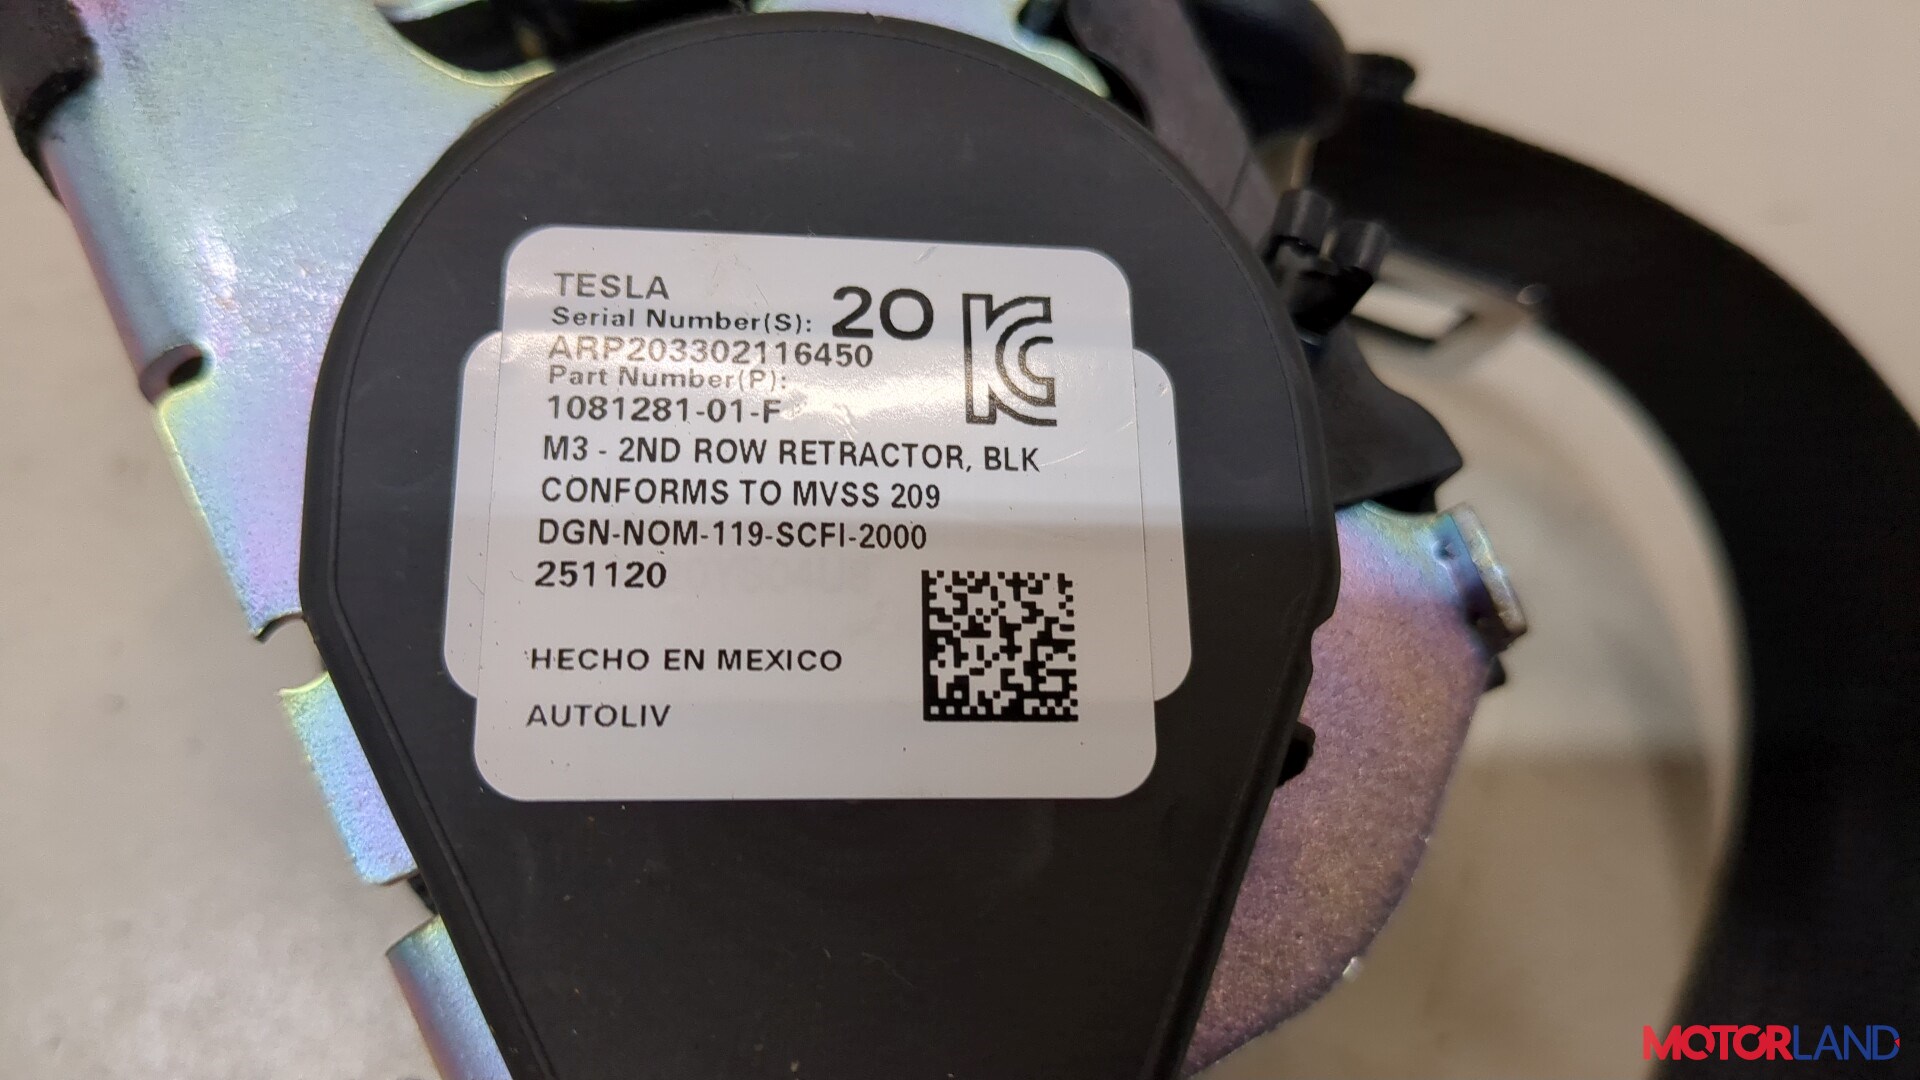 TESLA
Serial Number(S): 20
ARP203302116450
Part Number(P):
1081281-01-F
M3 - 2ND ROW RETRACTOR, BLK
CONFORMS TO MVSS 209
DGN-NOM-119-SCFI-2000
251120
HECHO EN MEXICO
AUTOLIV
MOTORLAND